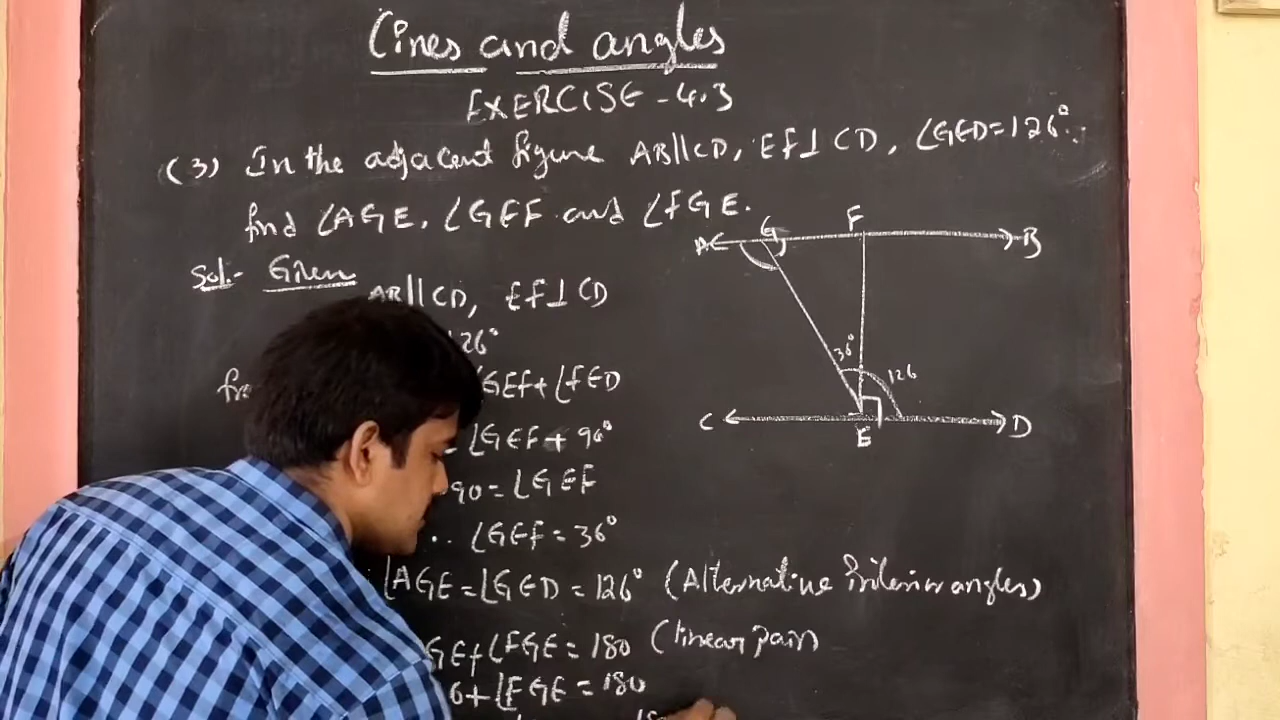 Lines and angles
EXERCISE - 4.3
(3) In the adjacent figure AB||CD, EF⊥CD, ∠GED=126°.
find ∠AGE, ∠GEF and ∠FGE.
Sol:- Given
AB||CD, EF⊥CD
126°
∠GEF+∠FED
= ∠GEF + 90°
90=∠GEF
∴ ∠GEF = 36°
∠AGE=∠GED = 126° (Alternative Interior angles)
GE+∠FGE = 180 (linear pair)
6+∠FGE = 180
A G F B
36° 126
C E D